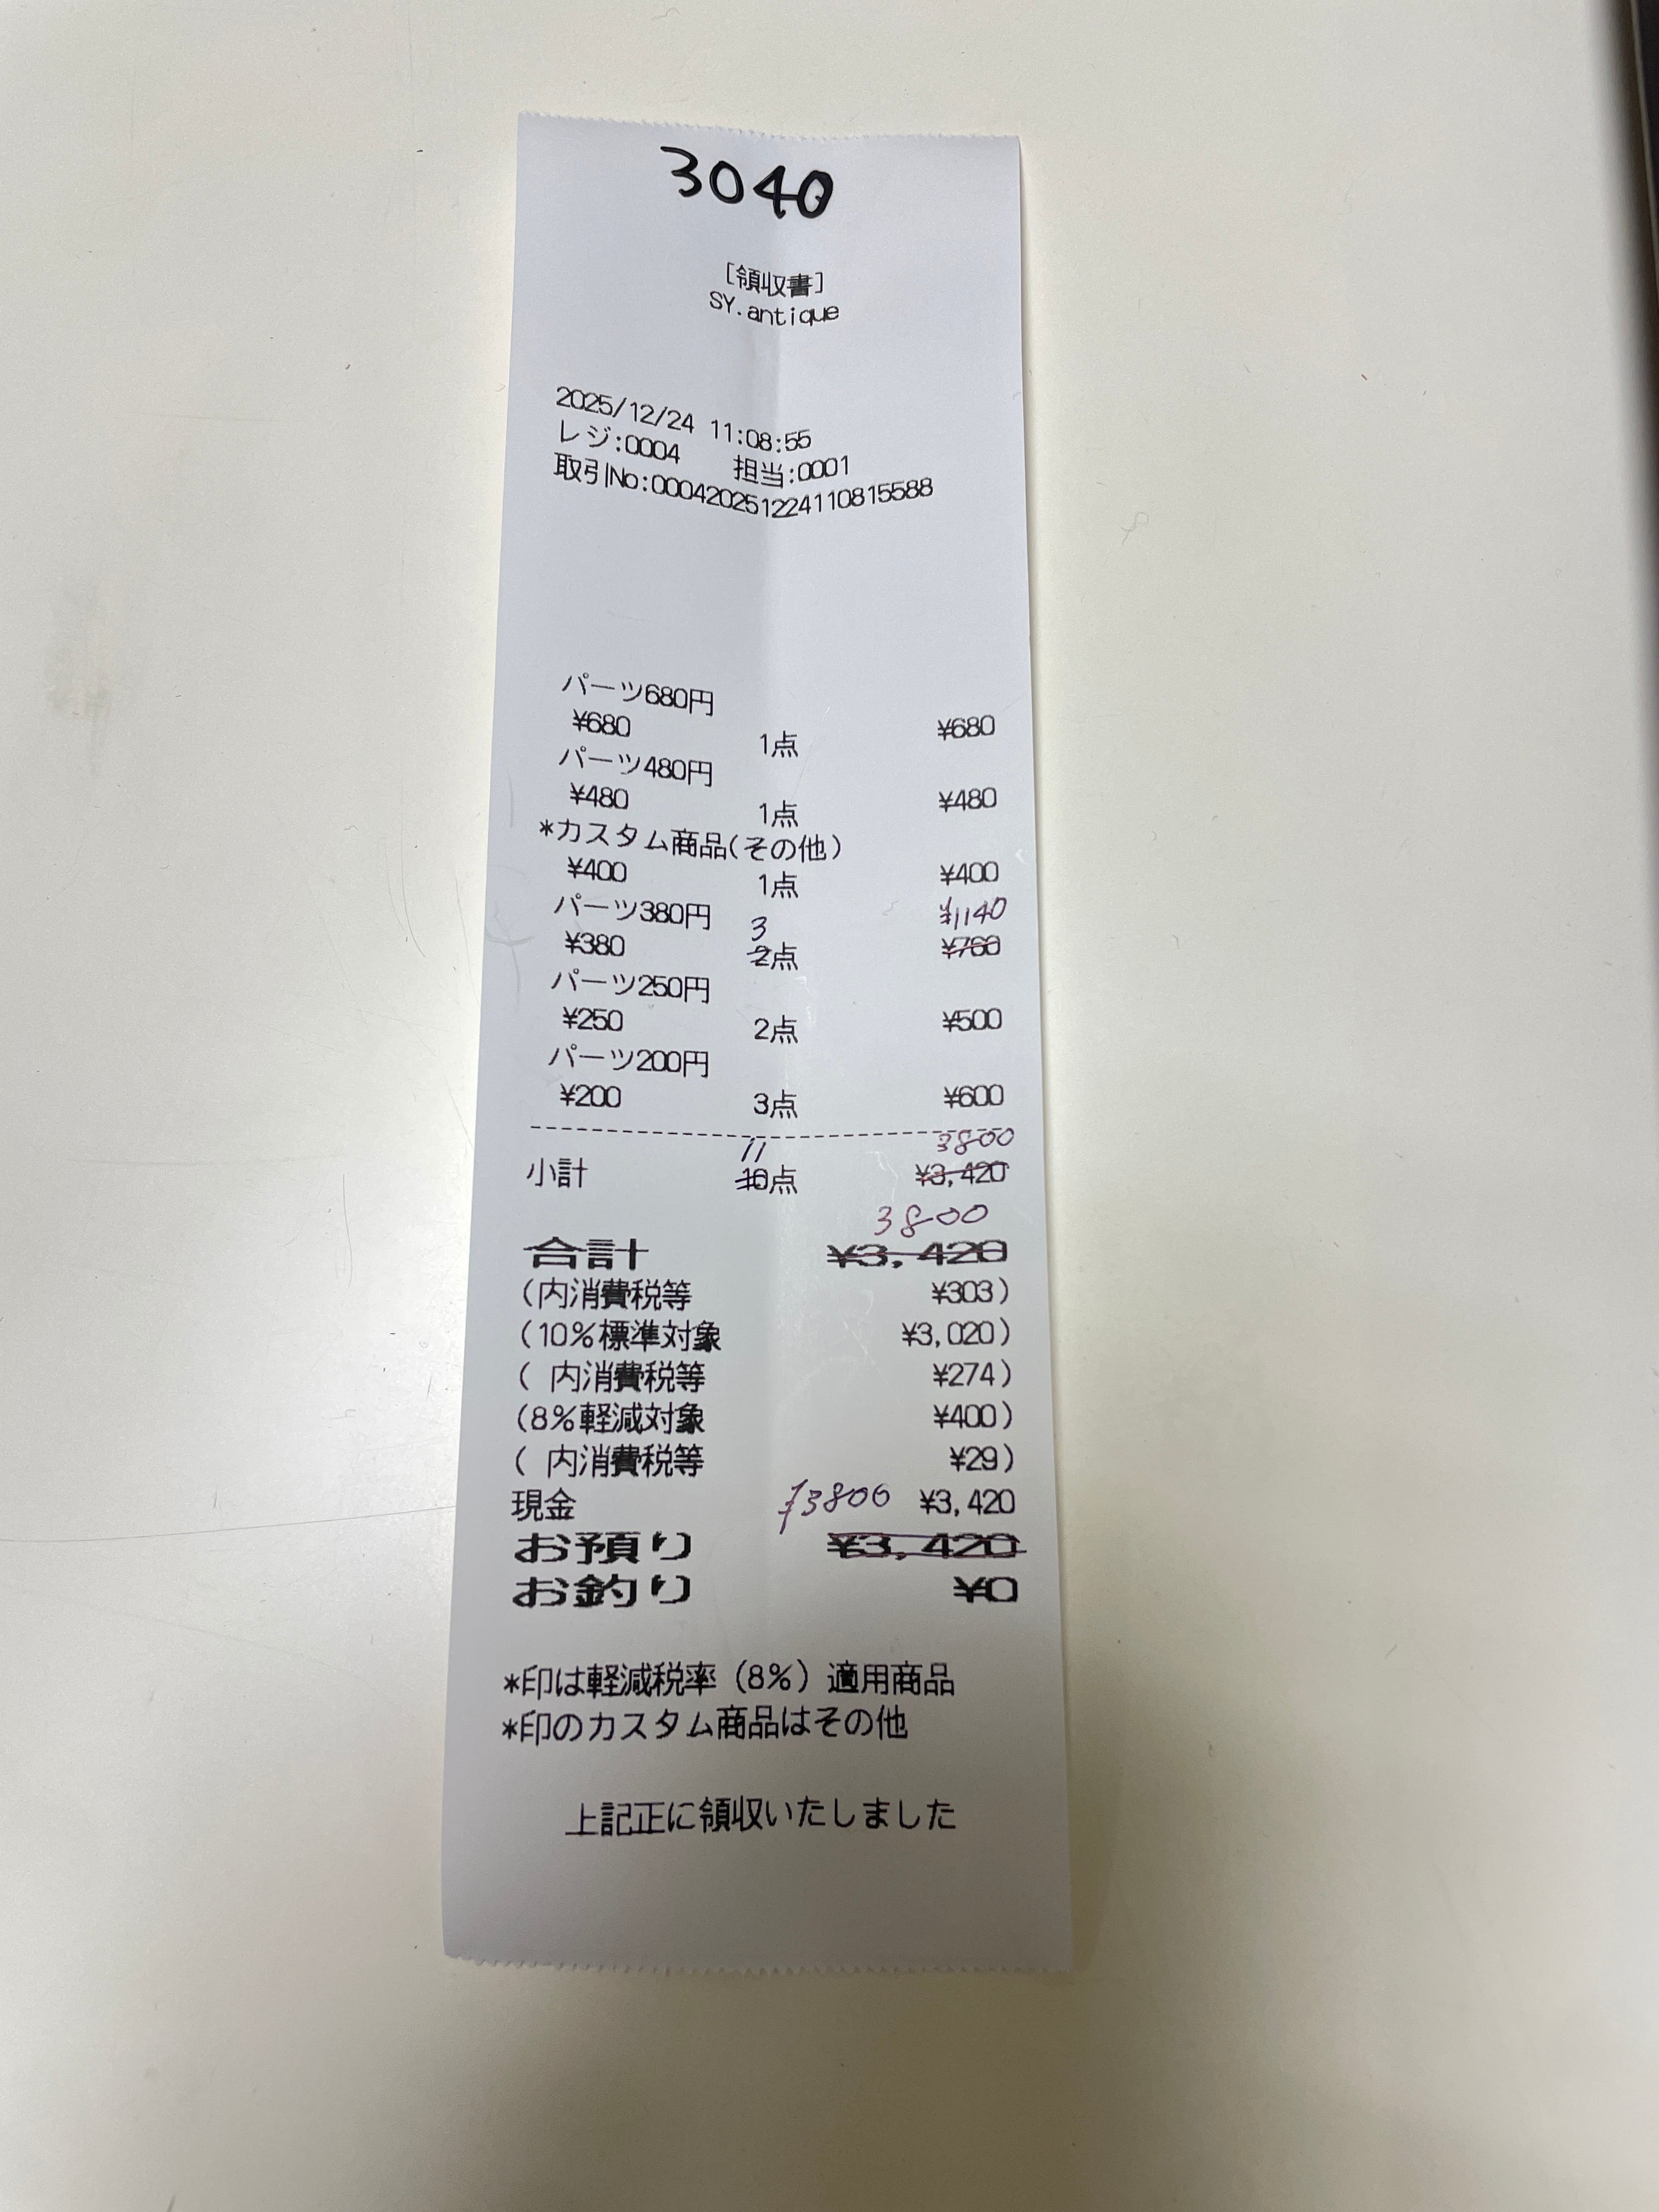 3040
[領収書]
SY.antique
2025/12/24 11:08:55
レジ:0004 担当:0001
取引No:00042025122411081​5588
パーツ680円
¥680 1点 ¥680
パーツ480円
¥480 1点 ¥480
*カスタム商品(その他)
¥400 1点 ¥400
パーツ380円 3 ¥1140
¥380 2点 ¥760
パーツ250円
¥250 2点 ¥500
パーツ200円
¥200 3点 ¥600
11 3800
小計 10点 ¥3,420
3800
合計 ¥3,420
(内消費税等 ¥303)
(10%標準対象 ¥3,020)
( 内消費税等 ¥274)
(8%軽減対象 ¥400)
( 内消費税等 ¥29)
現金 ¥3800 ¥3,420
お預り ¥3,420
お釣り ¥0
*印は軽減税率(8%)適用商品
*印のカスタム商品はその他
上記正に領収いたしました